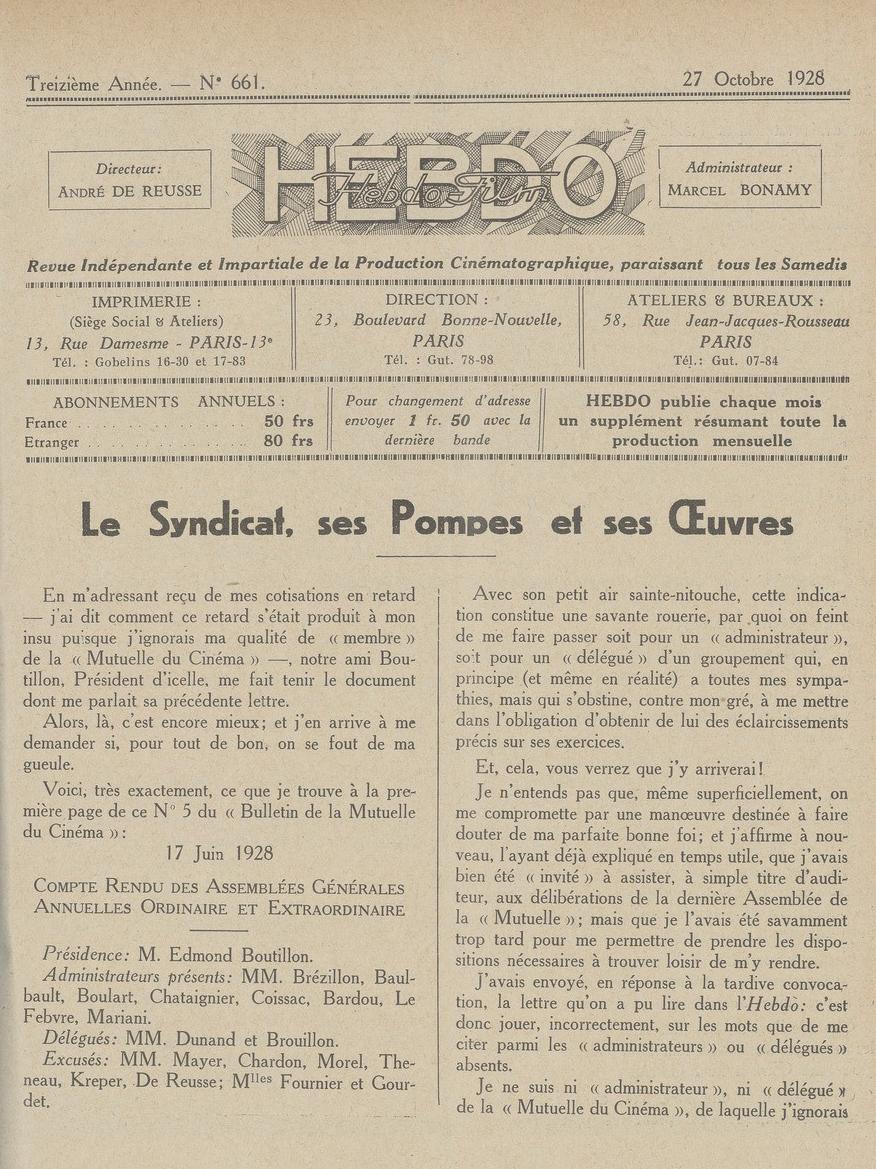 Treizième Année. — N° 661.
27 Octobre 1928
Directeur:
ANDRÉ DE REUSSE
HEBDO
Hebdo-Film
Administrateur :
MARCEL BONAMY
Revue Indépendante et Impartiale de la Production Cinématographique, paraissant tous les Samedis
IMPRIMERIE :
(Siège Social & Ateliers)
13, Rue Damesme - PARIS-13e
Tél. : Gobelins 16-30 et 17-83
DIRECTION :
23, Boulevard Bonne-Nouvelle,
PARIS
Tél. : Gut. 78-98
ATELIERS & BUREAUX :
58, Rue Jean-Jacques-Rousseau
PARIS
Tél.: Gut. 07-84
ABONNEMENTS ANNUELS :
France . . . . . . . . . . . . . . 50 frs
Etranger . . . . . . . . . . . . . 80 frs
Pour changement d'adresse
envoyer 1 fr. 50 avec la
dernière bande
HEBDO publie chaque mois
un supplément résumant toute la
production mensuelle
Le Syndicat, ses Pompes et ses Œuvres
En m'adressant reçu de mes cotisations en retard
— j'ai dit comment ce retard s'était produit à mon
insu puisque j'ignorais ma qualité de « membre »
de la « Mutuelle du Cinéma » —, notre ami Bou-
tillon, Président d'icelle, me fait tenir le document
dont me parlait sa précédente lettre.
Alors, là, c'est encore mieux; et j'en arrive à me
demander si, pour tout de bon, on se fout de ma
gueule.
Voici, très exactement, ce que je trouve à la pre-
mière page de ce N° 5 du « Bulletin de la Mutuelle
du Cinéma » :
17 Juin 1928
COMPTE RENDU DES ASSEMBLÉES GÉNÉRALES
ANNUELLES ORDINAIRE ET EXTRAORDINAIRE
Présidence: M. Edmond Boutillon.
Administrateurs présents: MM. Brézillon, Baul-
bault, Boulart, Chataignier, Coissac, Bardou, Le
Febvre, Mariani.
Délégués: MM. Dunand et Brouillon.
Excusés: MM. Mayer, Chardon, Morel, The-
neau, Kreper, De Reusse; Mlles Fournier et Gour-
det.
Avec son petit air sainte-nitouche, cette indica-
tion constitue une savante rouerie, par quoi on feint
de me faire passer soit pour un « administrateur »,
soit pour un « délégué » d'un groupement qui, en
principe (et même en réalité) a toutes mes sympa-
thies, mais qui s'obstine, contre mon gré, à me mettre
dans l'obligation d'obtenir de lui des éclaircissements
précis sur ses exercices.
Et, cela, vous verrez que j'y arriverai!
Je n'entends pas que, même superficiellement, on
me compromette par une manœuvre destinée à faire
douter de ma parfaite bonne foi; et j'affirme à nou-
veau, l'ayant déjà expliqué en temps utile, que j'avais
bien été « invité » à assister, à simple titre d'audi-
teur, aux délibérations de la dernière Assemblée de
la « Mutuelle »; mais que je l'avais été savamment
trop tard pour me permettre de prendre les dispo-
sitions nécessaires à trouver loisir de m'y rendre.
J'avais envoyé, en réponse à la tardive convoca-
tion, la lettre qu'on a pu lire dans l'Hebdo: c'est
donc jouer, incorrectement, sur les mots que de me
citer parmi les « administrateurs » ou « délégués »
absents.
Je ne suis ni « administrateur », ni « délégué »
de la « Mutuelle du Cinéma », de laquelle j'ignorais